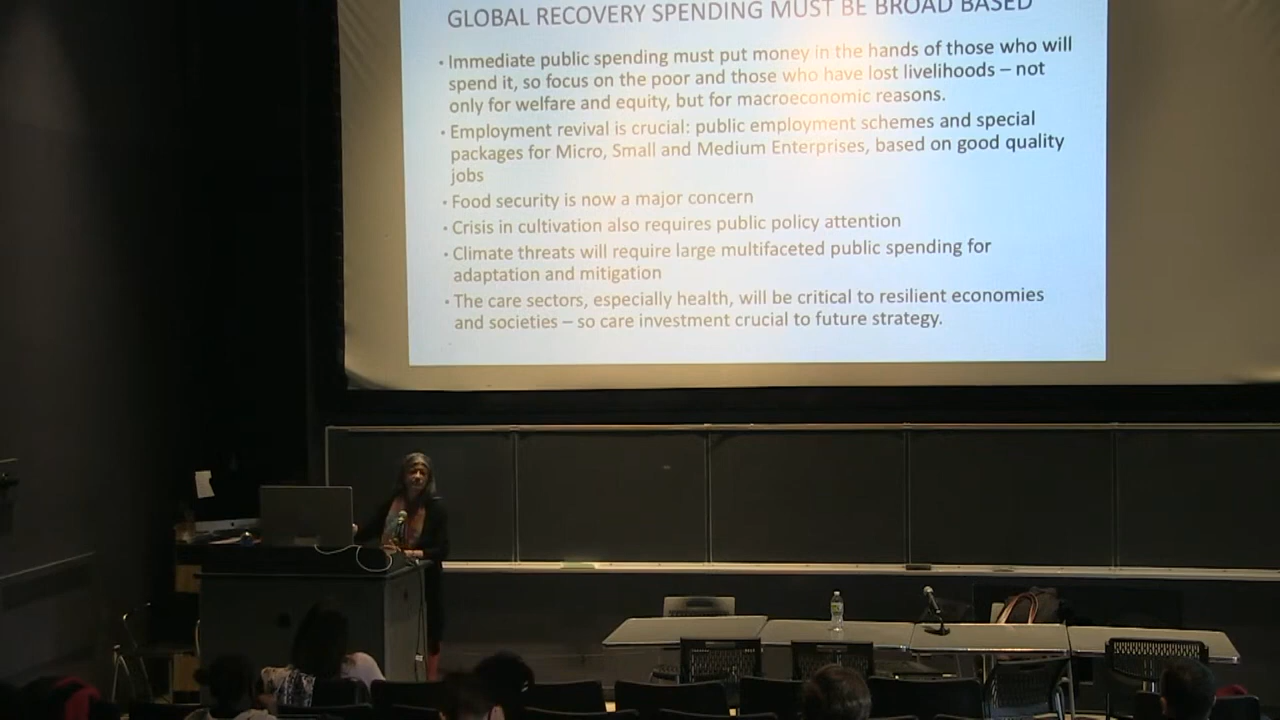 GLOBAL RECOVERY SPENDING MUST BE BROAD BASED
• Immediate public spending must put money in the hands of those who will
spend it, so focus on the poor and those who have lost livelihoods – not
only for welfare and equity, but for macroeconomic reasons.
• Employment revival is crucial: public employment schemes and special
packages for Micro, Small and Medium Enterprises, based on good quality
jobs
• Food security is now a major concern
• Crisis in cultivation also requires public policy attention
• Climate threats will require large multifaceted public spending for
adaptation and mitigation
• The care sectors, especially health, will be critical to resilient economies
and societies – so care investment crucial to future strategy.